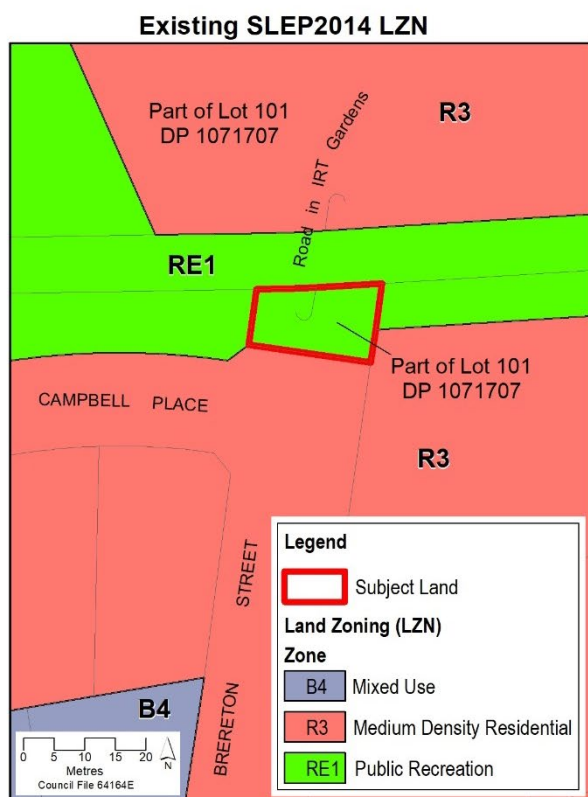 Existing SLEP2014 LZN
Part of Lot 101
DP 1071707
R3
Road in IRT Gardens
RE1
Part of Lot 101
DP 1071707
CAMPBELL PLACE
R3
STREET
BRERETON
B4
0 5 10 15 20
Metres
N
Council File 64164E
Legend
Subject Land
Land Zoning (LZN)
Zone
B4 Mixed Use
R3 Medium Density Residential
RE1 Public Recreation